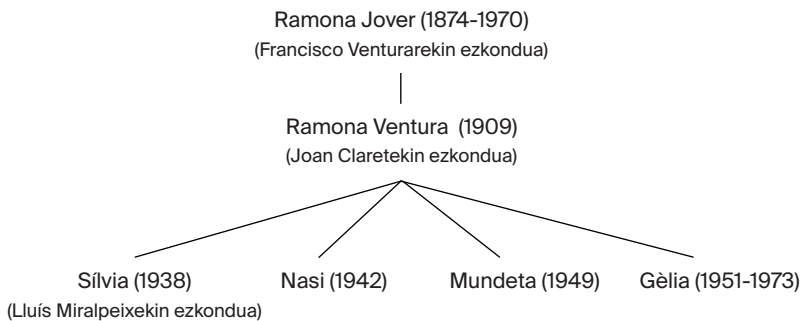 Ramona Jover (1874-1970)
(Francisco Venturarekin ezkondua)
Ramona Ventura (1909)
(Joan Claretekin ezkondua)
Sílvia (1938) Nasi (1942) Mundeta (1949) Gèlia (1951-1973)
(Lluís Miralpeixekin ezkondua)